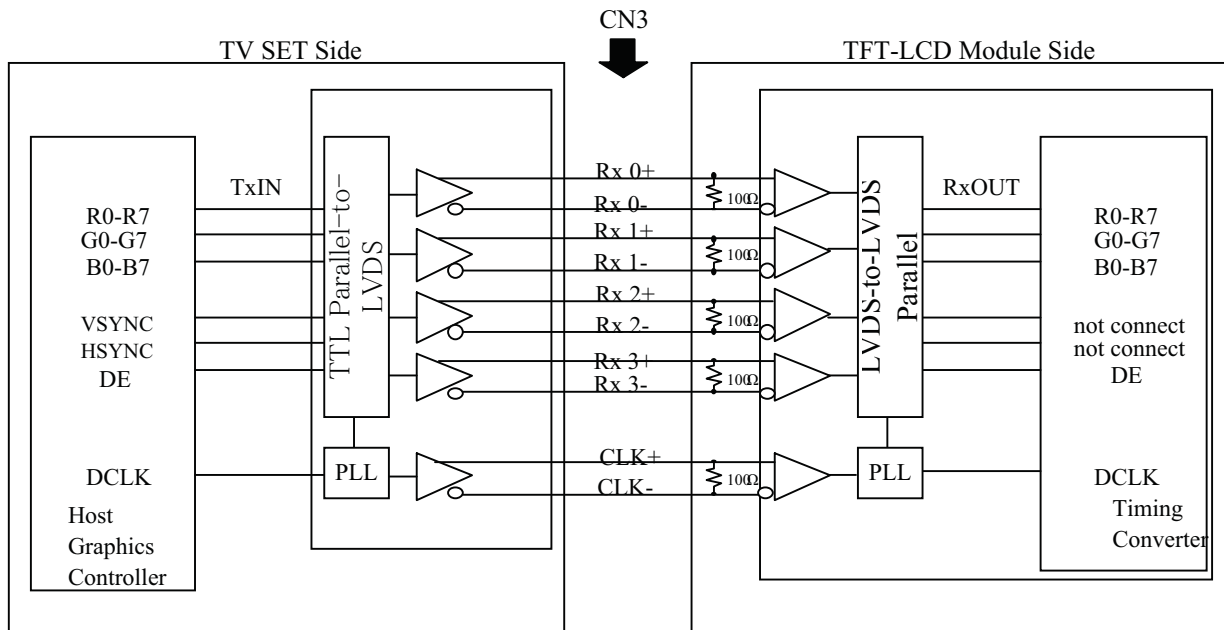 CN3
TV SET Side
TFT-LCD Module Side
TxIN
R0-R7
G0-G7
B0-B7
VSYNC
HSYNC
DE
DCLK
Host
Graphics
Controller
TTL Parallel-to-
LVDS
PLL
Rx 0+
Rx 0-
Rx 1+
Rx 1-
Rx 2+
Rx 2-
Rx 3+
Rx 3-
CLK+
CLK-
100Ω
100Ω
100Ω
100Ω
100Ω
LVDS-to-LVDS
Parallel
PLL
RxOUT
R0-R7
G0-G7
B0-B7
not connect
not connect
DE
DCLK
Timing
Converter